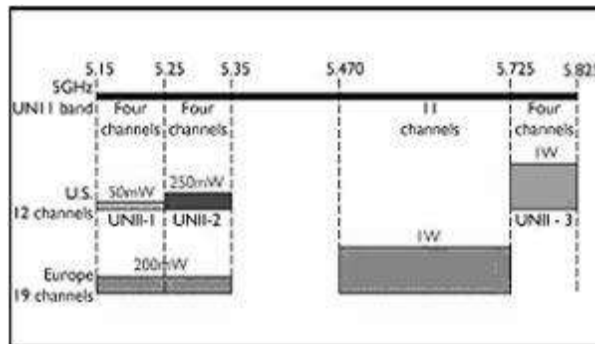 5.15 5.25 5.35 5.470 5.725 5.825
5GHz
UNII band
Four channels Four channels 11 channels Four channels
1W
250mW
50mW
U.S.
12 channels
UNII-1 UNII-2 UNII - 3
1W
200mW
Europe
19 channels